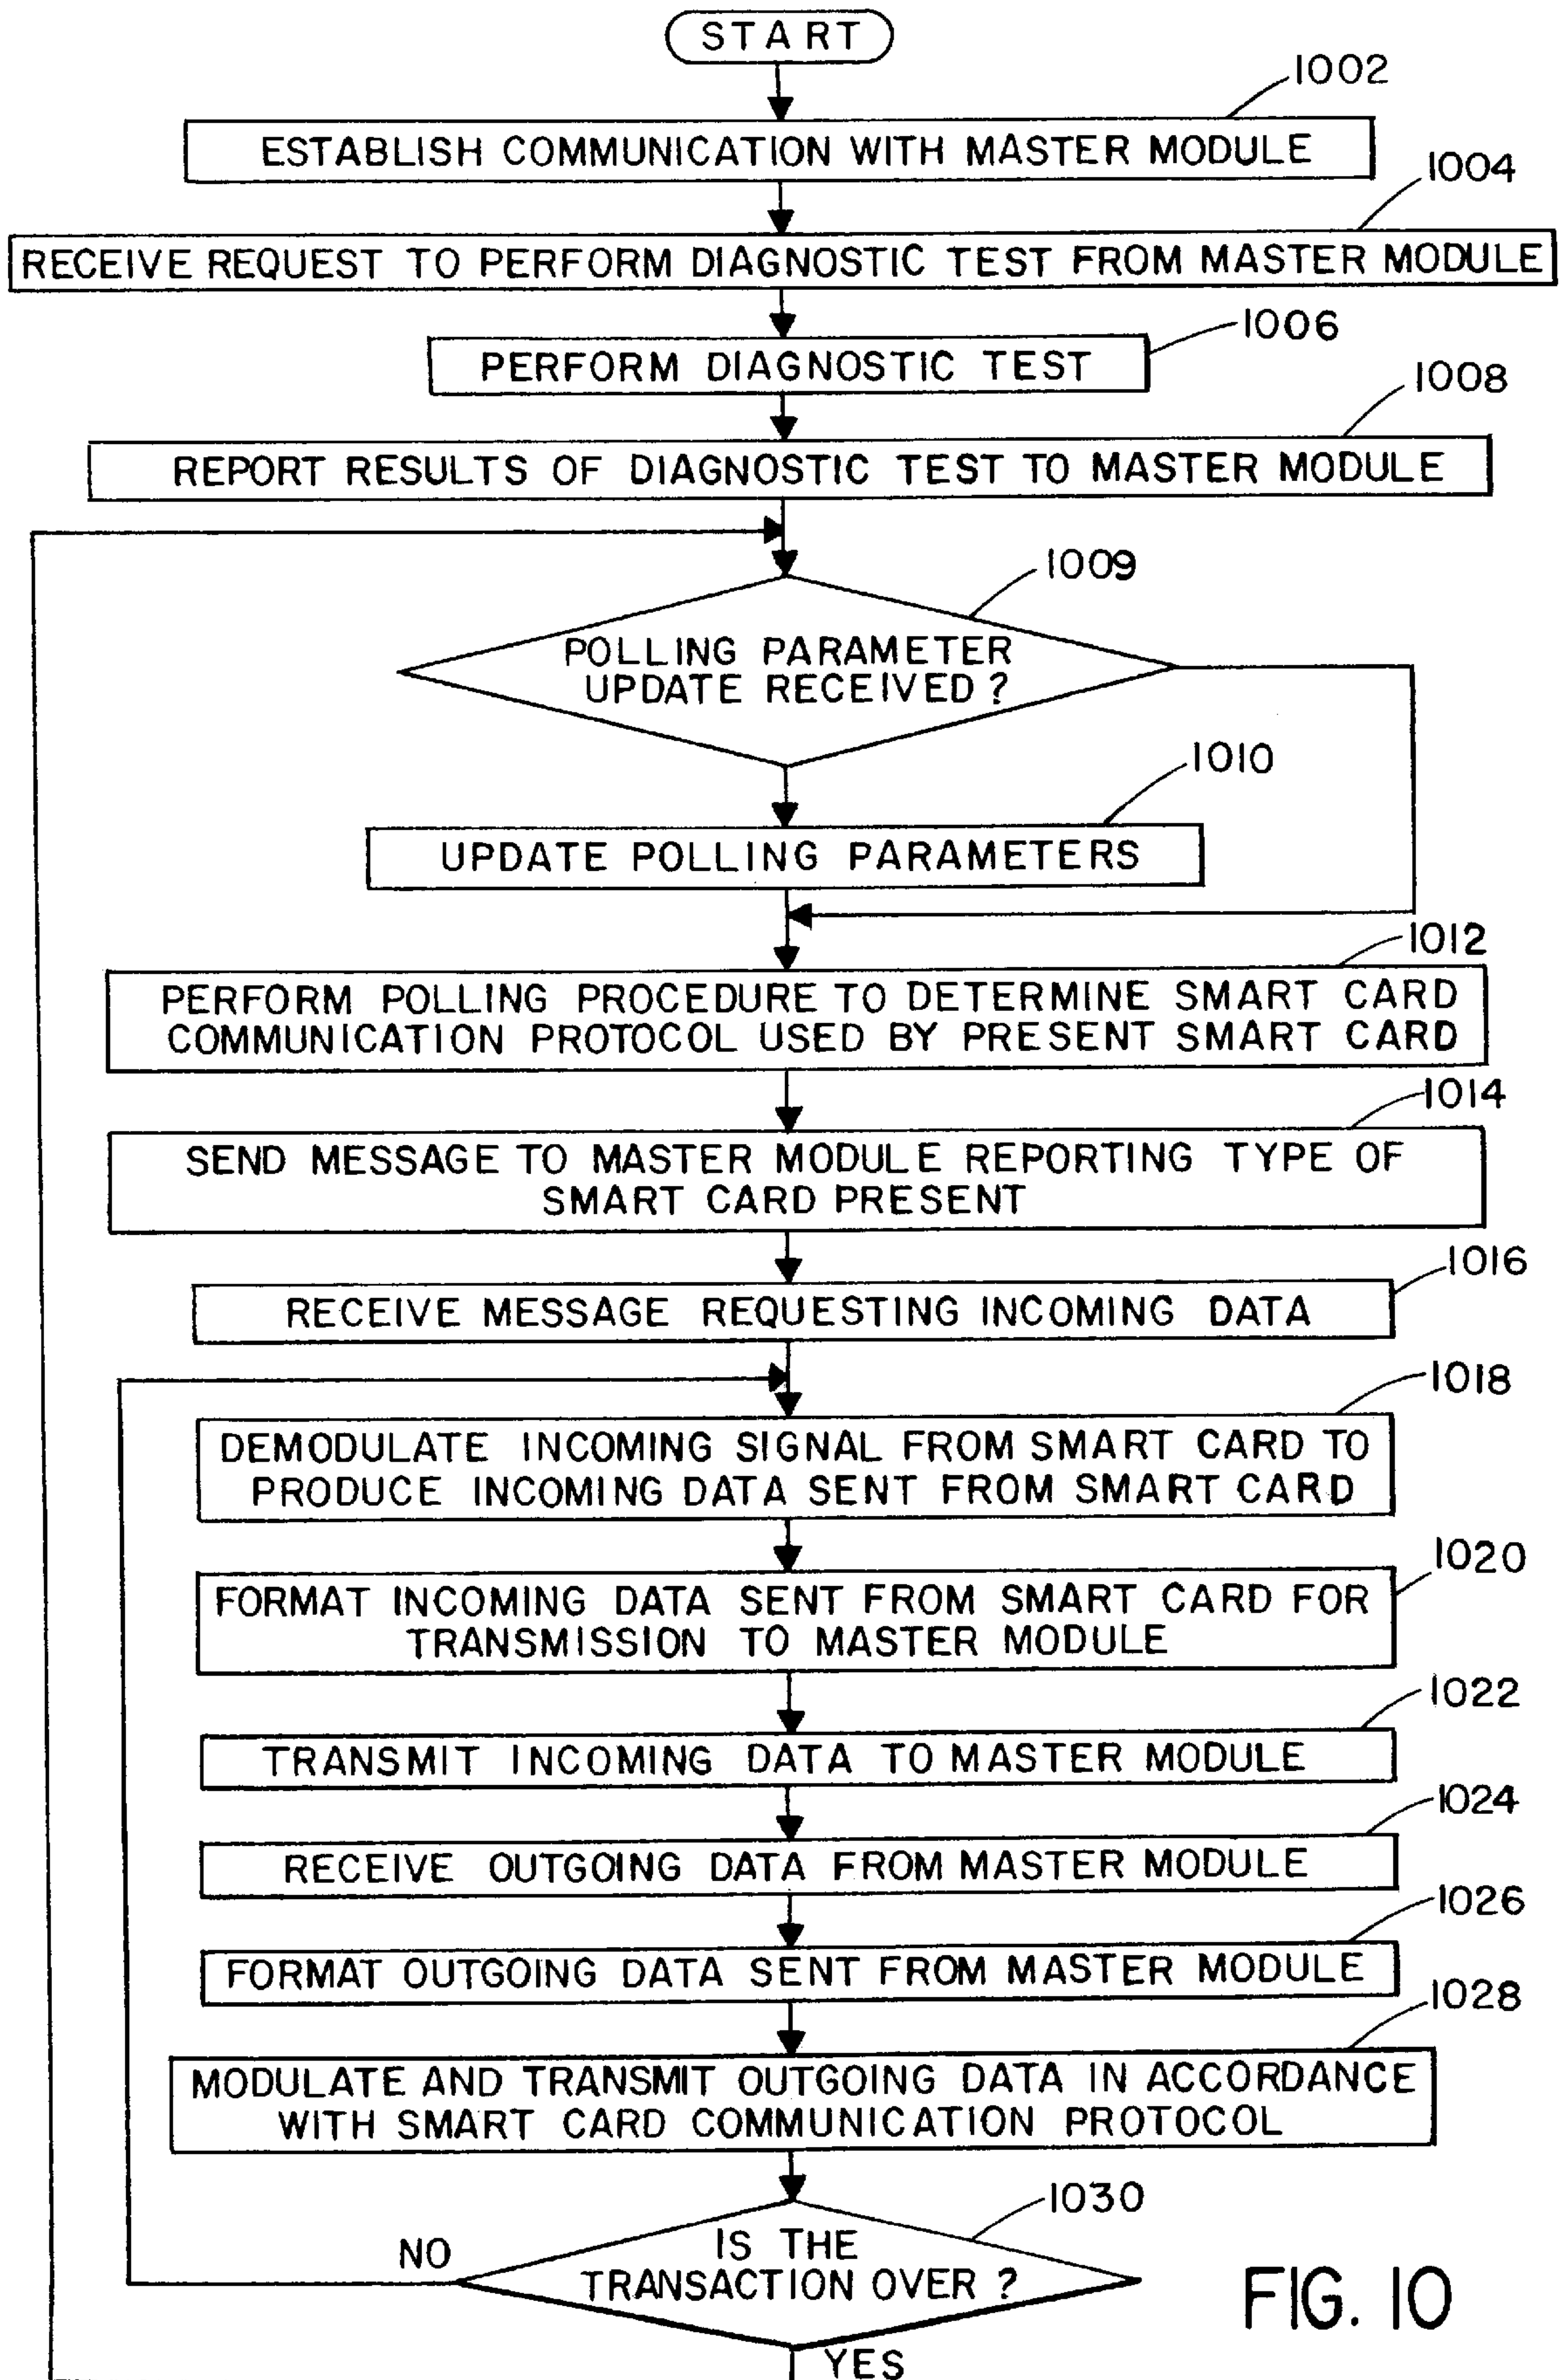 START
1002
ESTABLISH COMMUNICATION WITH MASTER MODULE
1004
RECEIVE REQUEST TO PERFORM DIAGNOSTIC TEST FROM MASTER MODULE
1006
PERFORM DIAGNOSTIC TEST
1008
REPORT RESULTS OF DIAGNOSTIC TEST TO MASTER MODULE
1009
POLLING PARAMETER
UPDATE RECEIVED ?
1010
UPDATE POLLING PARAMETERS
1012
PERFORM POLLING PROCEDURE TO DETERMINE SMART CARD
COMMUNICATION PROTOCOL USED BY PRESENT SMART CARD
1014
SEND MESSAGE TO MASTER MODULE REPORTING TYPE OF
SMART CARD PRESENT
1016
RECEIVE MESSAGE REQUESTING INCOMING DATA
1018
DEMODULATE INCOMING SIGNAL FROM SMART CARD TO
PRODUCE INCOMING DATA SENT FROM SMART CARD
1020
FORMAT INCOMING DATA SENT FROM SMART CARD FOR
TRANSMISSION TO MASTER MODULE
1022
TRANSMIT INCOMING DATA TO MASTER MODULE
1024
RECEIVE OUTGOING DATA FROM MASTER MODULE
1026
FORMAT OUTGOING DATA SENT FROM MASTER MODULE
1028
MODULATE AND TRANSMIT OUTGOING DATA IN ACCORDANCE
WITH SMART CARD COMMUNICATION PROTOCOL
1030
NO
IS THE
TRANSACTION OVER ?
YES
FIG. 10